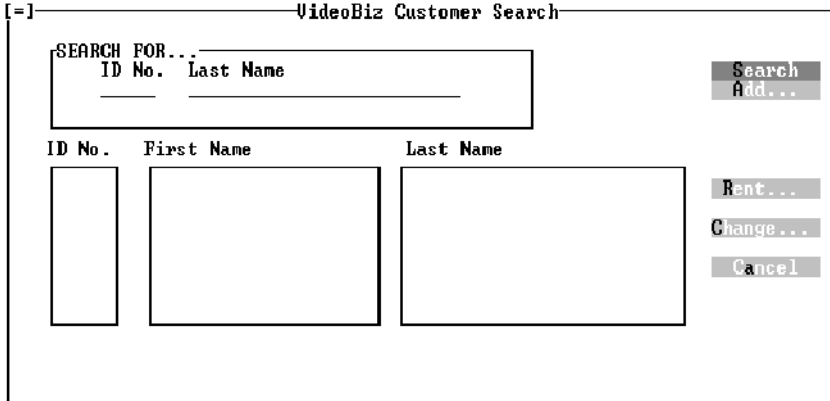 [=] VideoBiz Customer Search
SEARCH FOR...
ID No. Last Name
Search
Add...
ID No. First Name Last Name
Rent...
Change...
Cancel